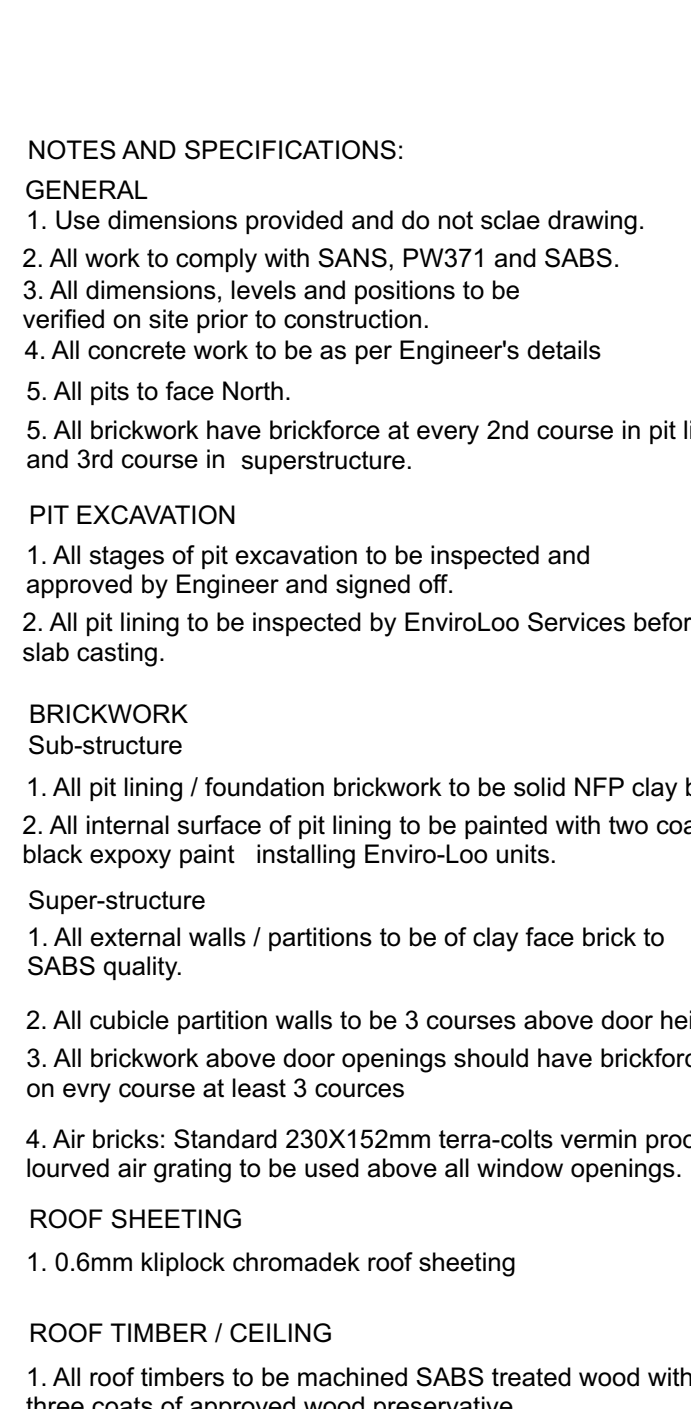 NOTES AND SPECIFICATIONS:
GENERAL
1. Use dimensions provided and do not sclae drawing.
2. All work to comply with SANS, PW371 and SABS.
3. All dimensions, levels and positions to be
verified on site prior to construction.
4. All concrete work to be as per Engineer's details
5. All pits to face North.
5. All brickwork have brickforce at every 2nd course in pit
and 3rd course in superstructure.
PIT EXCAVATION
1. All stages of pit excavation to be inspected and
approved by Engineer and signed off.
2. All pit lining to be inspected by EnviroLoo Services
slab casting.
BRICKWORK
Sub-structure
1. All pit lining / foundation brickwork to be solid NFP clay
2. All internal surface of pit lining to be painted with two
black expoxy paint installing Enviro-Loo units.
Super-structure
1. All external walls / partitions to be of clay face brick to
SABS quality.
2. All cubicle partition walls to be 3 courses above door
3. All brickwork above door openings should have
on evry course at least 3 cources
4. Air bricks: Standard 230X152mm terra-colts vermin
lourved air grating to be used above all window openings.
ROOF SHEETING
1. 0.6mm kliplock chromadek roof sheeting
ROOF TIMBER / CEILING
1. All roof timbers to be machined SABS treated wood with
three coats of approved wood preservative